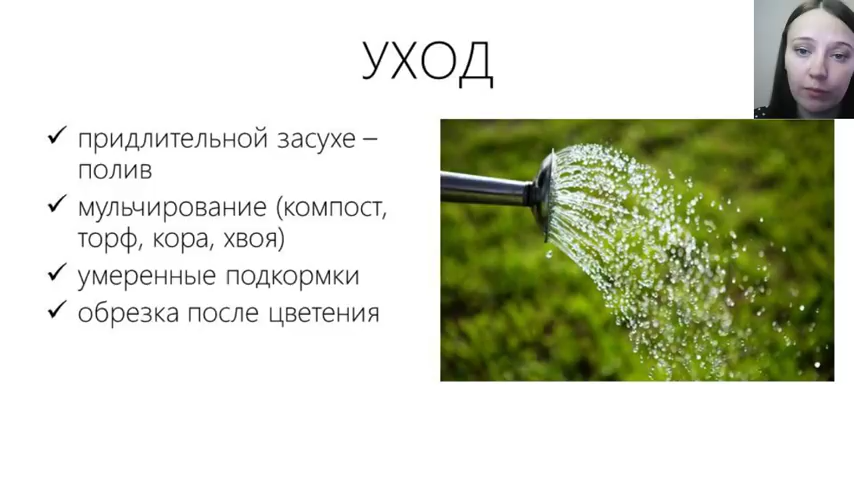 УХОД
придлительной засухе –
полив
мульчирование (компост,
торф, кора, хвоя)
умеренные подкормки
обрезка после цветения